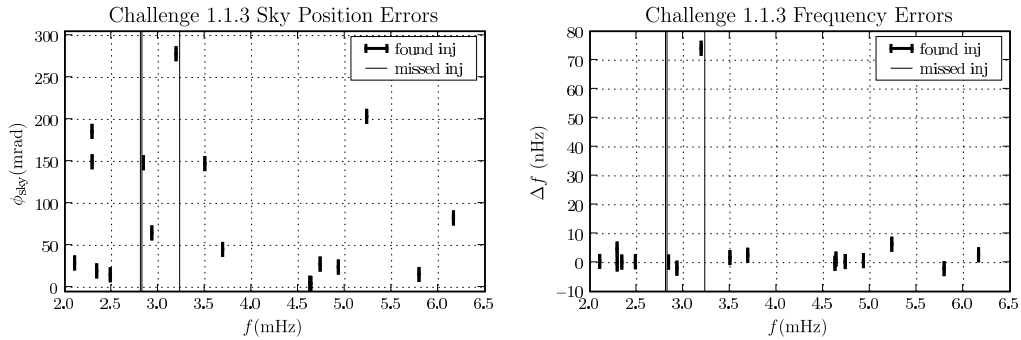 Challenge 1.1.3 Sky Position Errors
300
250
200
150
100
50
0
ϕsky(mrad)
found inj
missed inj
2.0 2.5 3.0 3.5 4.0 4.5 5.0 5.5 6.0 6.5
f(mHz)
Challenge 1.1.3 Frequency Errors
80
70
60
50
40
30
20
10
0
−10
Δf (nHz)
found inj
missed inj
2.0 2.5 3.0 3.5 4.0 4.5 5.0 5.5 6.0 6.5
f(mHz)